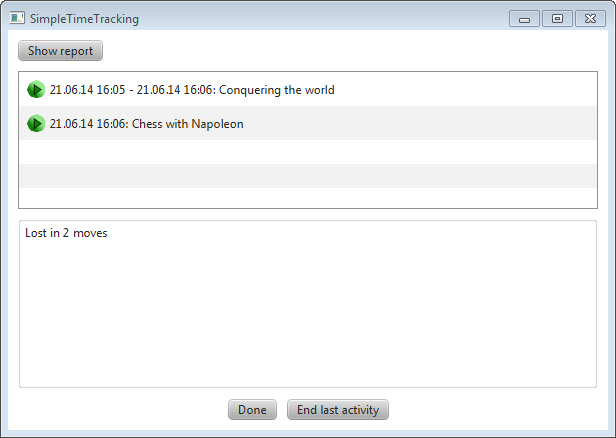 SimpleTimeTracking
Show report
21.06.14 16:05 - 21.06.14 16:06: Conquering the world
21.06.14 16:06: Chess with Napoleon
Lost in 2 moves
Done
End last activity